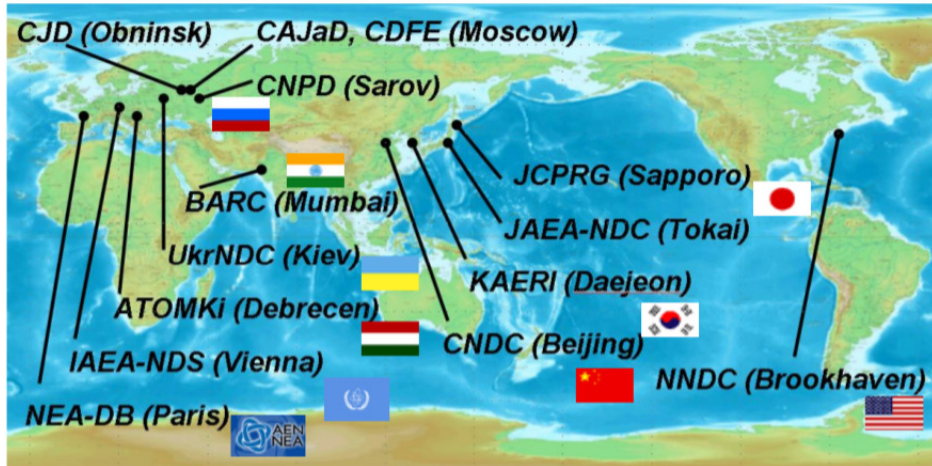 CJD (Obninsk)
CAJaD, CDFE (Moscow)
CNPD (Sarov)
BARC (Mumbai)
JCPRG (Sapporo)
JAEA-NDC (Tokai)
UkrNDC (Kiev)
KAERI (Daejeon)
ATOMKi (Debrecen)
CNDC (Beijing)
IAEA-NDS (Vienna)
NNDC (Brookhaven)
NEA-DB (Paris)
AEN
NEA